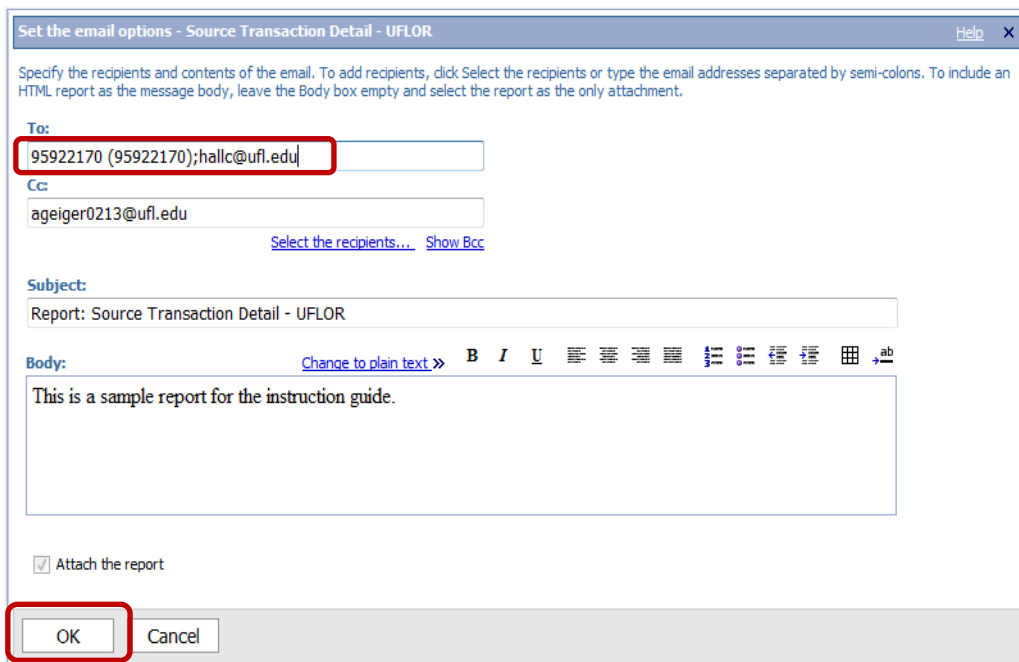 Set the email options - Source Transaction Detail - UFLOR Help X
Specify the recipients and contents of the email. To add recipients, click Select the recipients or type the email addresses separated by semi-colons. To include an
HTML report as the message body, leave the Body box empty and select the report as the only attachment.
To:
95922170 (95922170);hallc@ufl.edu
Cc:
ageiger0213@ufl.edu
Select the recipients... Show Bcc
Subject:
Report: Source Transaction Detail - UFLOR
Body: Change to plain text » B I U ab
This is a sample report for the instruction guide.
Attach the report
OK Cancel